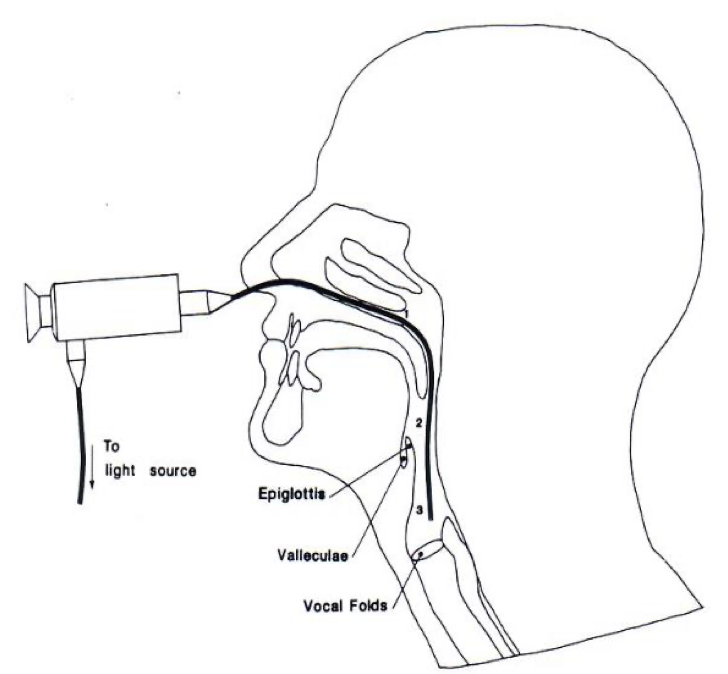 1
2
To
light source
Epiglottis
3
Valleculae
Vocal Folds